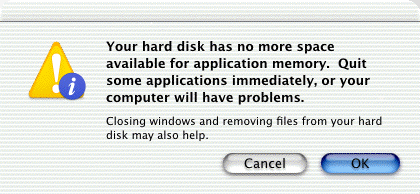 Your hard disk has no more space
available for application memory.  Quit
some applications immediately, or your
computer will have problems.
Closing windows and removing files from your hard
disk may also help.
Cancel
OK